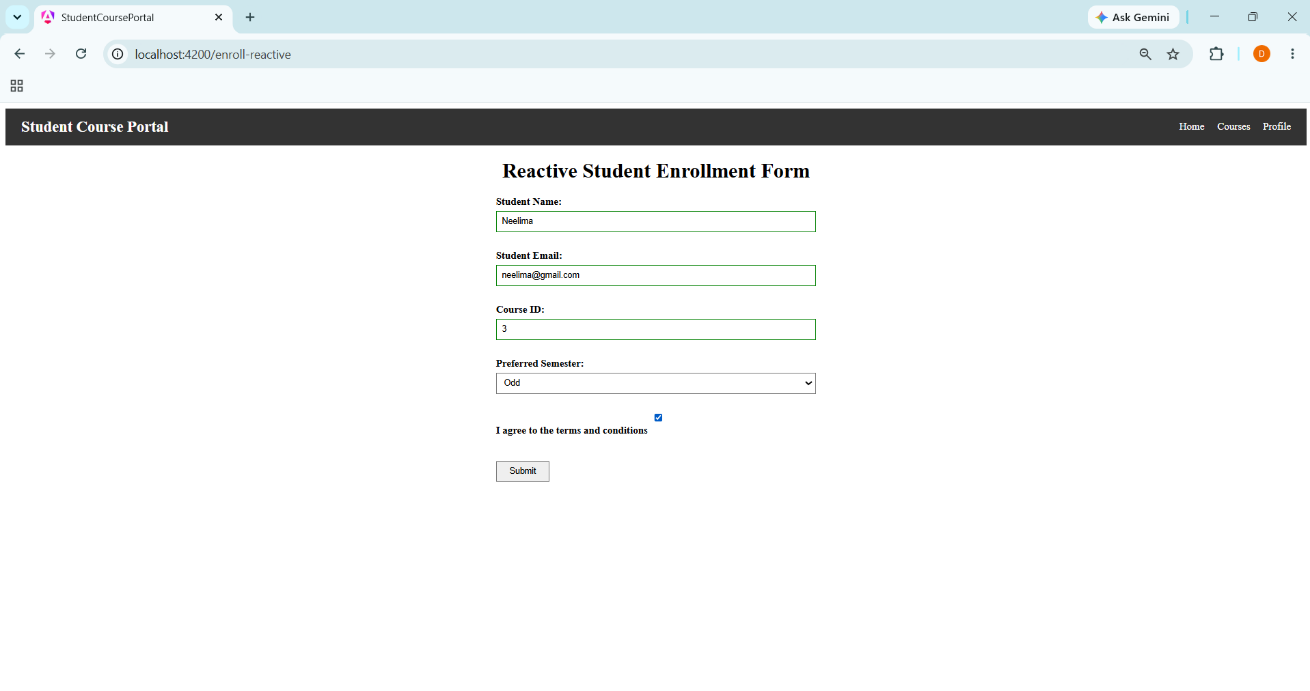 StudentCoursePortal
Ask Gemini
localhost:4200/enroll-reactive
D
Student Course Portal
Home Courses Profile
Reactive Student Enrollment Form
Student Name:
Neelima
Student Email:
neelima@gmail.com
Course ID:
3
Preferred Semester:
Odd
I agree to the terms and conditions
Submit